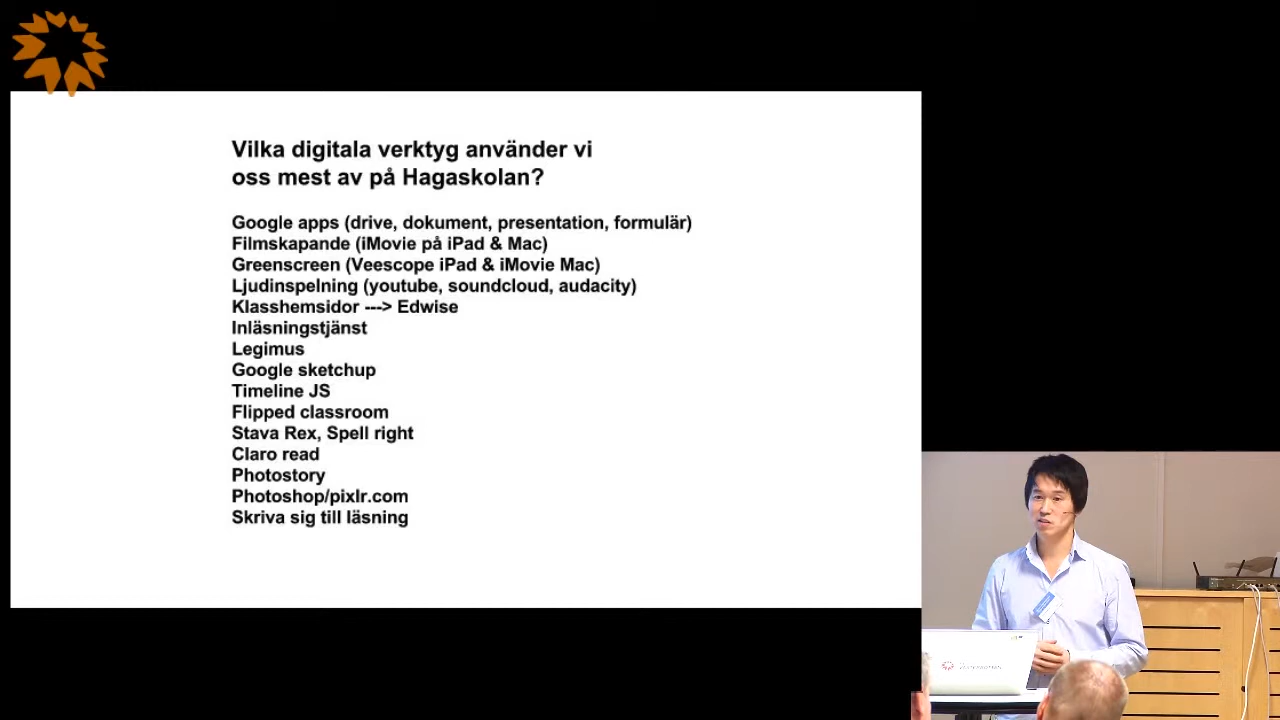 Vilka digitala verktyg använder vi
oss mest av på Hagaskolan?
Google apps (drive, dokument, presentation, formulär)
Filmskapande (iMovie på iPad & Mac)
Greenscreen (Veescope iPad & iMovie Mac)
Ljudinspelning (youtube, soundcloud, audacity)
Klasshemsidor ---> Edwise
Inläsningstjänst
Legimus
Google sketchup
Timeline JS
Flipped classroom
Stava Rex, Spell right
Claro read
Photostory
Photoshop/pixlr.com
Skriva sig till läsning